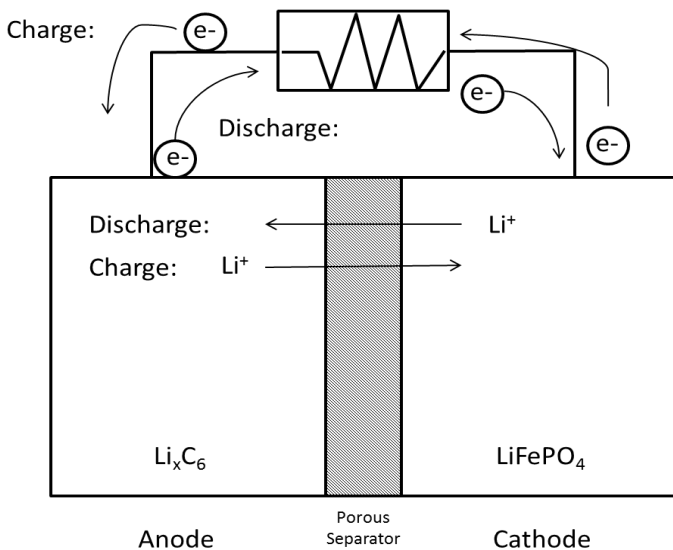 Charge:
e-
e-
Discharge:
e-
e-
Discharge:
Li⁺
Charge:
Li⁺
LiₓC₆
LiFePO₄
Anode
Porous
Separator
Cathode